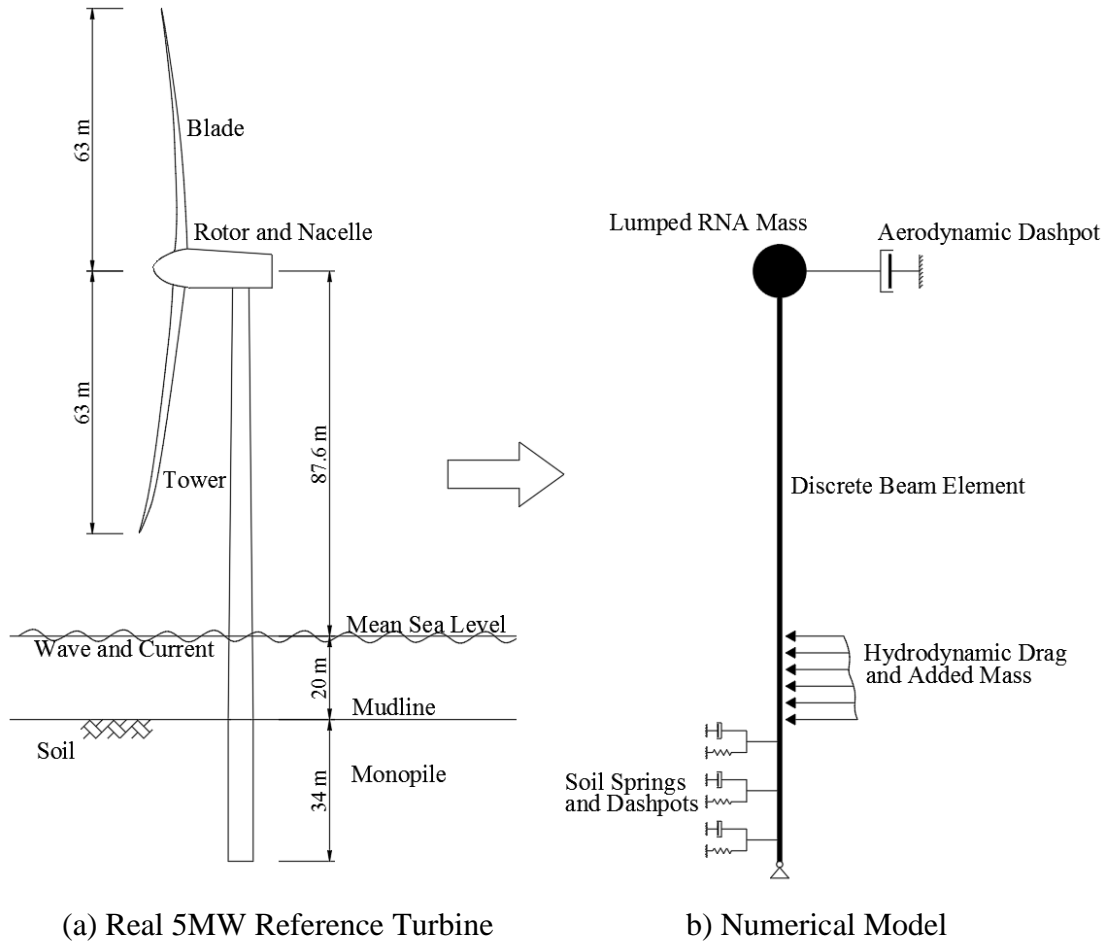 63 m
Blade
Rotor and Nacelle
63 m
Tower
87.6 m
Mean Sea Level
Wave and Current
20 m
Mudline
Soil
Monopile
34 m
Lumped RNA Mass
Aerodynamic Dashpot
Discrete Beam Element
Hydrodynamic Drag
and Added Mass
Soil Springs
and Dashpots
(a) Real 5MW Reference Turbine
b) Numerical Model